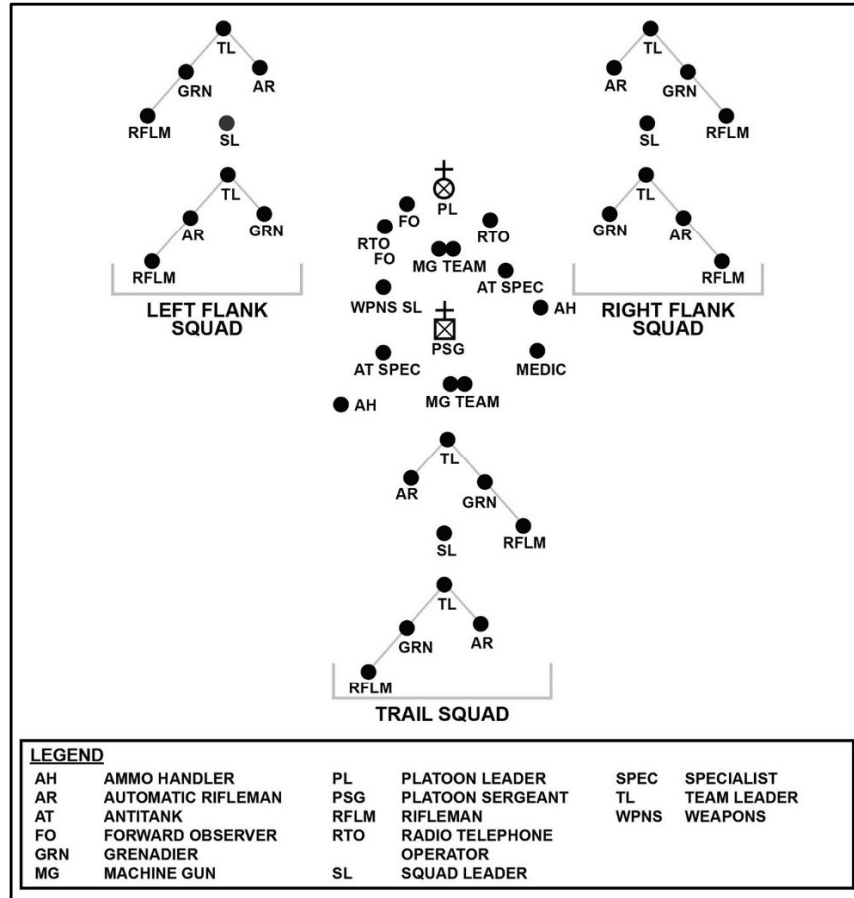 TL
GRN
AR
RFLM
SL
TL
AR
GRN
RFLM
LEFT FLANK
SQUAD
TL
AR
GRN
RFLM
SL
TL
GRN
AR
RFLM
RIGHT FLANK
SQUAD
PL
FO
RTO
RTO
FO
MG TEAM
AT SPEC
WPNS SL
AH
PSG
AT SPEC
MEDIC
MG TEAM
AH
TL
AR
GRN
RFLM
SL
TL
GRN
AR
RFLM
TRAIL SQUAD
LEGEND
AH AMMO HANDLER
AR AUTOMATIC RIFLEMAN
AT ANTITANK
FO FORWARD OBSERVER
GRN GRENADIER
MG MACHINE GUN
PL PLATOON LEADER
PSG PLATOON SERGEANT
RFLM RIFLEMAN
RTO RADIO TELEPHONE
OPERATOR
SL SQUAD LEADER
SPEC SPECIALIST
TL TEAM LEADER
WPNS WEAPONS